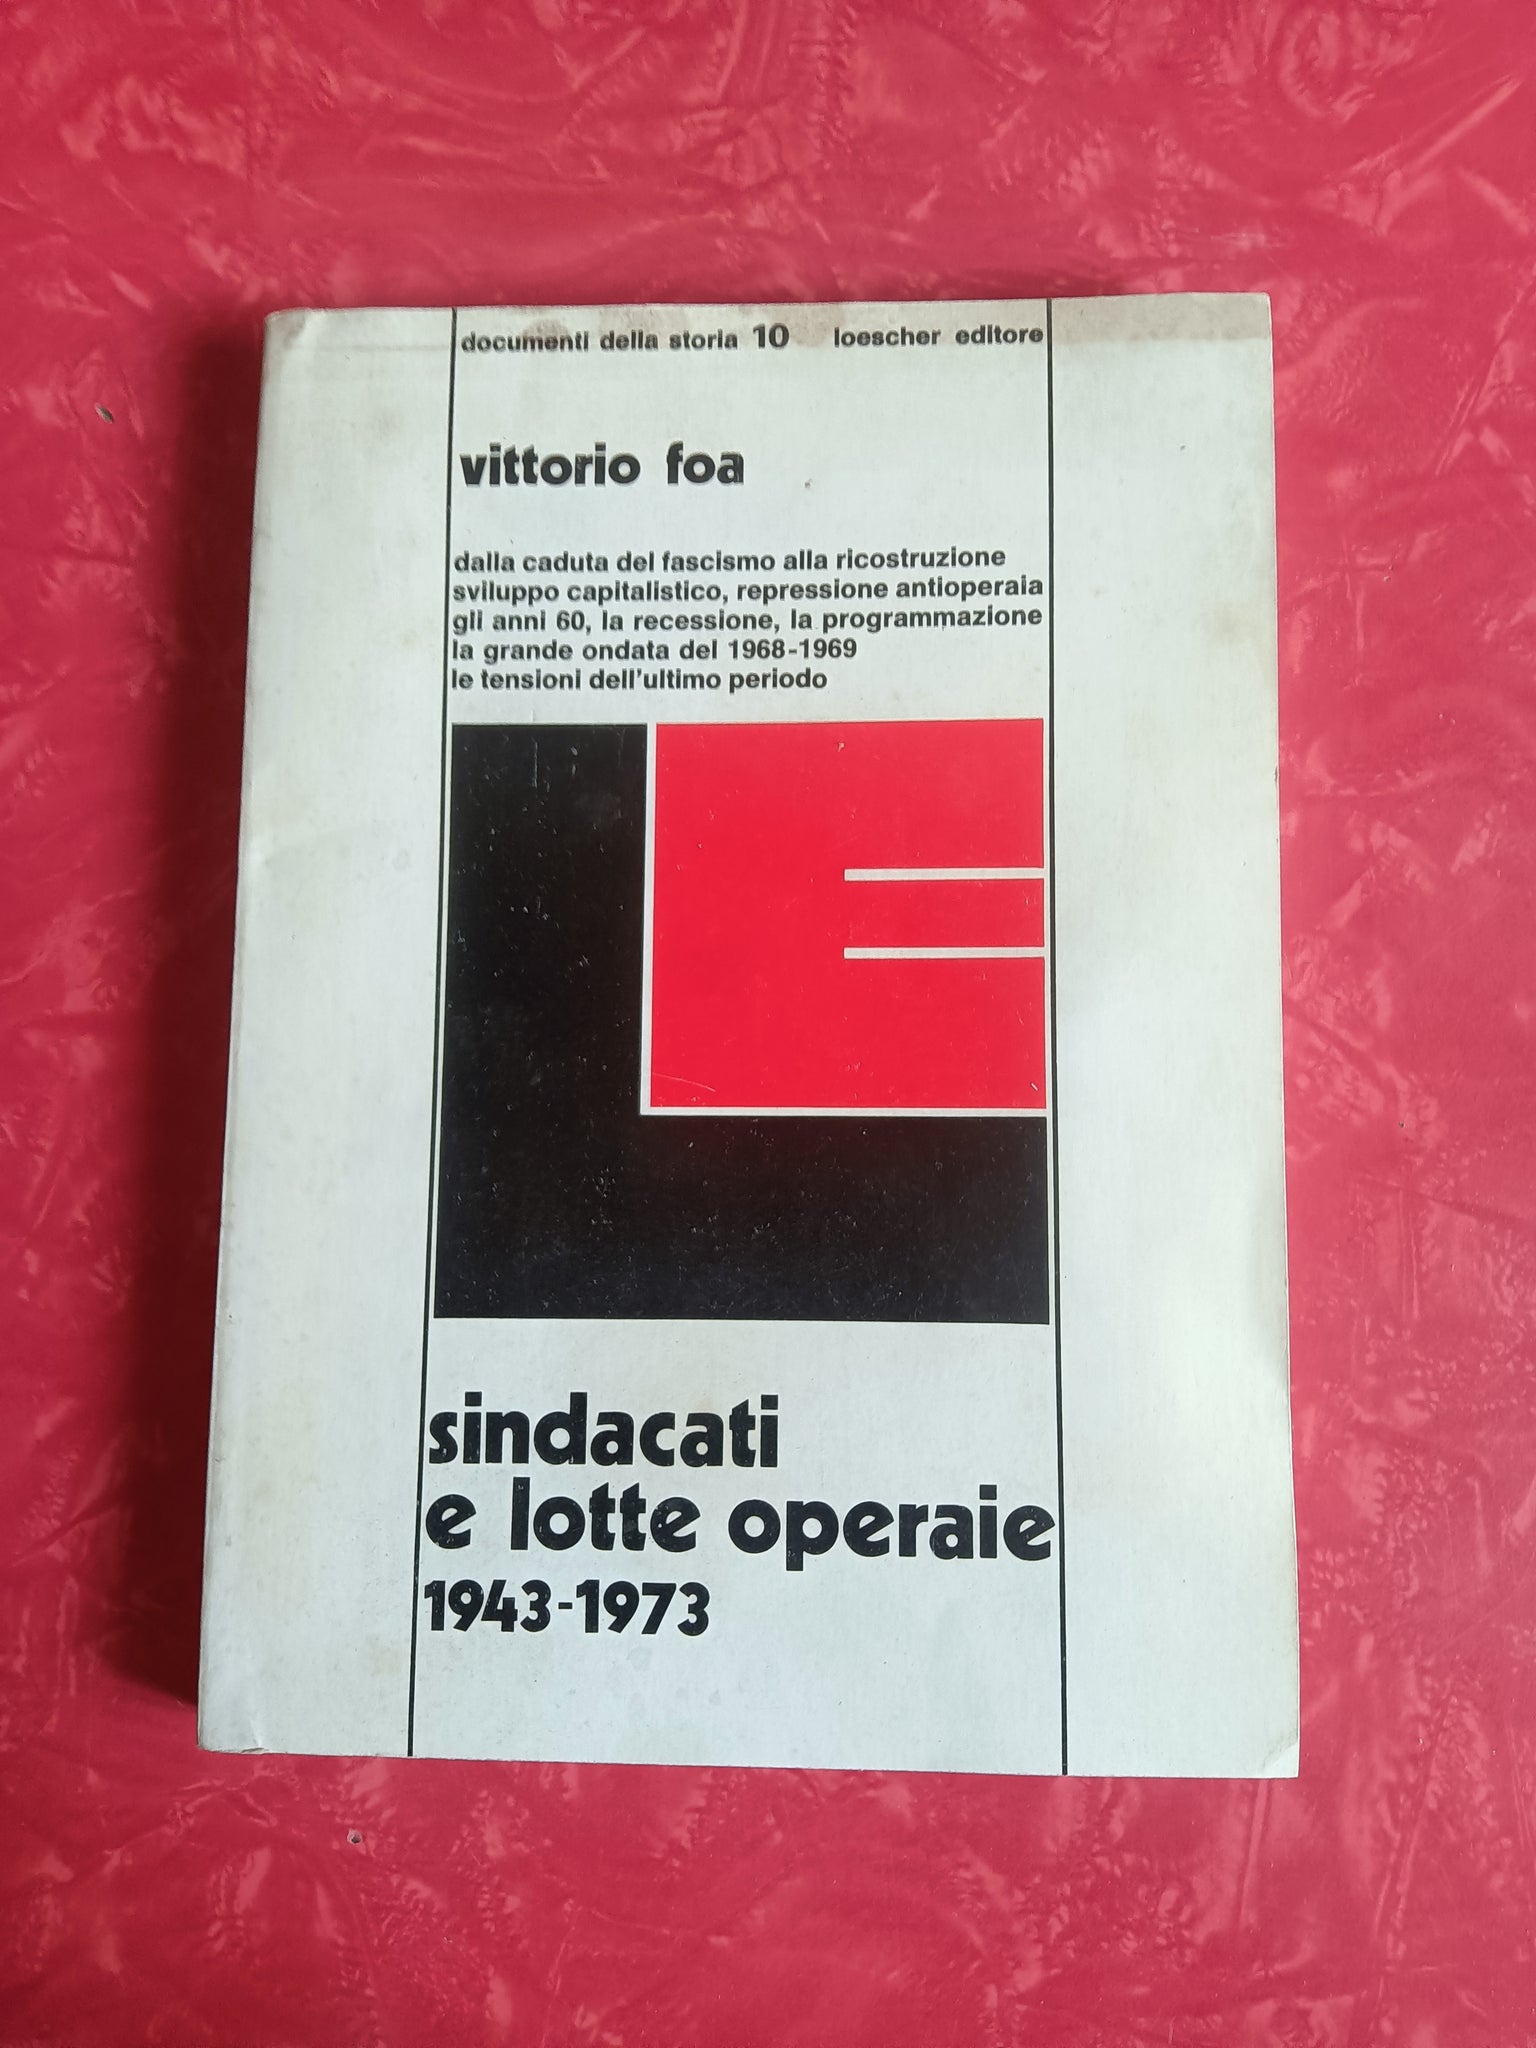 documenti della storia 10 loescher editore
vittorio foa
dalla caduta del fascismo alla ricostruzione
sviluppo capitalistico, repressione antioperaia
gli anni 60, la recessione, la programmazione
la grande ondata del 1968-1969
le tensioni dell'ultimo periodo
sindacati
e lotte operaie
1943-1973